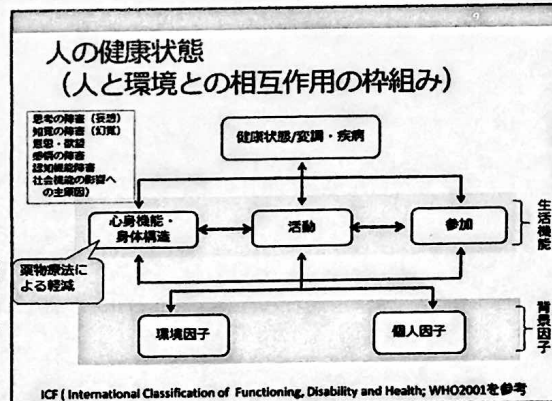 人の健康状態
(人と環境との相互作用の枠組み)
思考の障害(妄想)
知覚の障害(幻覚)
意思・欲望
感情の障害
認知機能障害
社会機能の影響へ
の主原因)
健康状態/変調・疾病
心身機能・
身体構造
活動
参加
生活機能
薬物療法に
よる軽減
環境因子
個人因子
背景因子
ICF ( International Classification of Functioning, Disability and Health; WHO2001を参考